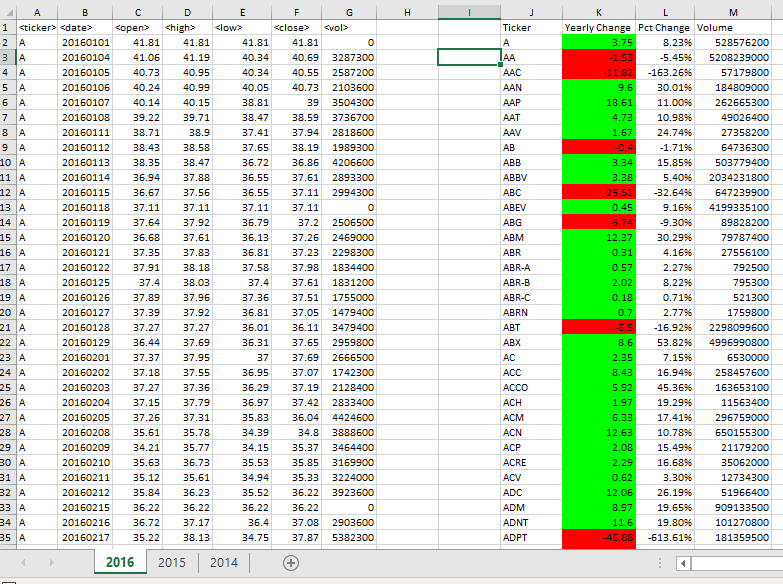 A B C D E F G H I J K L M
1 <ticker> <date> <open> <high> <low> <close> <vol> Ticker Yearly Change Pct Change Volume
2 A 20160101 41.81 41.81 41.81 41.81 0 A 3.75 8.23% 528576200
3 A 20160104 41.06 41.19 40.34 40.69 3287300 AA -1.53 -5.45% 5208239000
4 A 20160105 40.73 40.95 40.34 40.55 2587200 AAC -11.82 -163.26% 57179800
5 A 20160106 40.24 40.99 40.05 40.73 2103600 AAN 9.6 30.01% 184809000
6 A 20160107 40.14 40.15 38.81 39 3504300 AAP 18.61 11.00% 262665300
7 A 20160108 39.22 39.71 38.47 38.59 3736700 AAT 4.73 10.98% 49026400
8 A 20160111 38.71 38.9 37.41 37.94 2818600 AAV 1.67 24.74% 27358200
9 A 20160112 38.43 38.58 37.65 38.19 1989300 AB -0.4 -1.71% 64736300
10 A 20160113 38.35 38.47 36.72 36.86 4206600 ABB 3.34 15.85% 503779400
11 A 20160114 36.94 37.88 36.55 37.61 2893300 ABBV 3.38 5.40% 2034231800
12 A 20160115 36.67 37.56 36.55 37.11 2994300 ABC -25.52 -32.64% 647239900
13 A 20160118 37.11 37.11 37.11 37.11 0 ABEV 0.45 9.16% 4199335100
14 A 20160119 37.64 37.92 36.79 37.2 2506500 ABG -5.74 -9.30% 89828200
15 A 20160120 36.68 37.61 36.13 37.26 2469000 ABM 12.37 30.29% 79787400
16 A 20160121 37.35 37.83 36.81 37.23 2298300 ABR 0.31 4.16% 27556100
17 A 20160122 37.91 38.18 37.58 37.98 1834400 ABR-A 0.57 2.27% 792500
18 A 20160125 37.4 38.03 37.4 37.61 1831200 ABR-B 2.02 8.22% 795300
19 A 20160126 37.89 37.96 37.36 37.51 1755000 ABR-C 0.18 0.71% 521300
20 A 20160127 37.39 37.92 36.81 37.05 1479400 ABRN 0.7 2.77% 1759800
21 A 20160128 37.27 37.27 36.01 36.11 3479400 ABT -6.5 -16.92% 2298099600
22 A 20160129 36.44 37.69 36.31 37.65 2959800 ABX 8.6 53.82% 4996990800
23 A 20160201 37.37 37.95 37 37.69 2666500 AC 2.35 7.15% 6530000
24 A 20160202 37.18 37.55 36.95 37.07 1742300 ACC 8.43 16.94% 258457600
25 A 20160203 37.27 37.36 36.29 37.19 2128400 ACCO 5.92 45.36% 163653100
26 A 20160204 37.15 37.79 36.97 37.42 2833400 ACH 1.97 19.29% 11563400
27 A 20160205 37.26 37.31 35.83 36.04 4424600 ACM 6.33 17.41% 296759000
28 A 20160208 35.61 35.78 34.39 34.8 3888600 ACN 12.63 10.78% 650155300
29 A 20160209 34.21 35.77 34.15 35.37 3464400 ACP 2.08 15.49% 21179200
30 A 20160210 35.63 36.73 35.53 35.85 3169900 ACRE 2.29 16.68% 35062000
31 A 20160211 35.12 35.61 34.94 35.33 3224000 ACV 0.62 3.30% 12734300
32 A 20160212 35.84 36.23 35.52 36.22 3923600 ADC 12.06 26.19% 51966400
33 A 20160215 36.22 36.22 36.22 36.22 0 ADM 8.97 19.65% 909133500
34 A 20160216 36.72 37.17 36.4 37.08 2903600 ADNT 11.6 19.80% 101270800
35 A 20160217 35.22 38.13 34.75 37.87 5382300 ADPT -46.88 -613.61% 181359500
2016 2015 2014